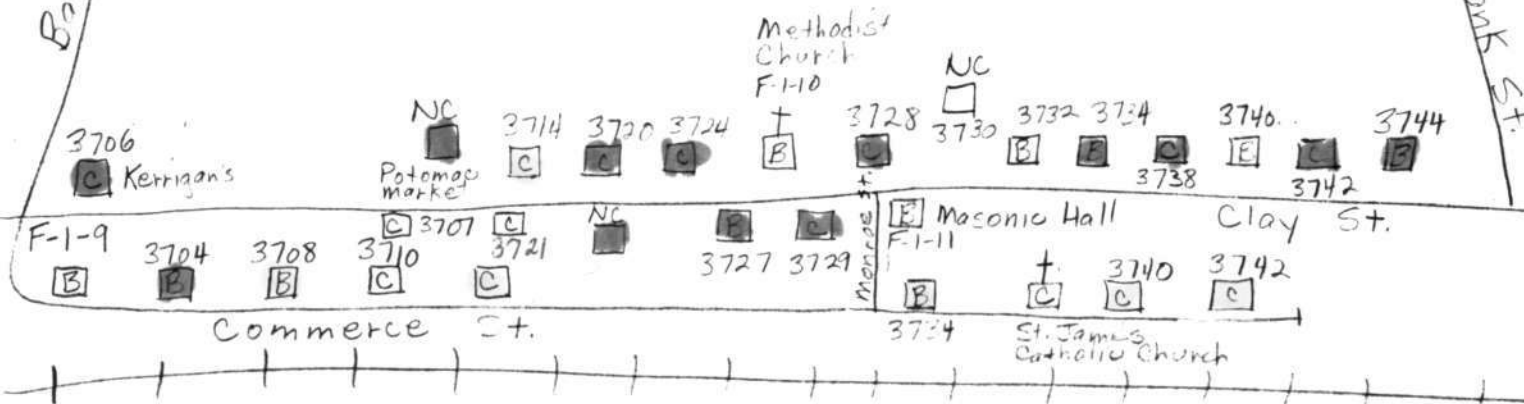 Methodist
Church
F-1-10
NC
NC
3706
3714
3720
3724
3728
3730
3732
3734
3740
3744
C
Kerrigan's
Potomac
market
C
C
C
B
C
B
B
C
E
C
B
3738
3742
C
3707
C
NC
B
C
Monroe St.
E
Masonic Hall
F-1-11
Clay St.
St.
F-1-9
3704
3708
3710
3721
3727
3729
B
B
B
C
C
B
†
C
3740
C
3742
C
Commerce
St. James
Catholic Church